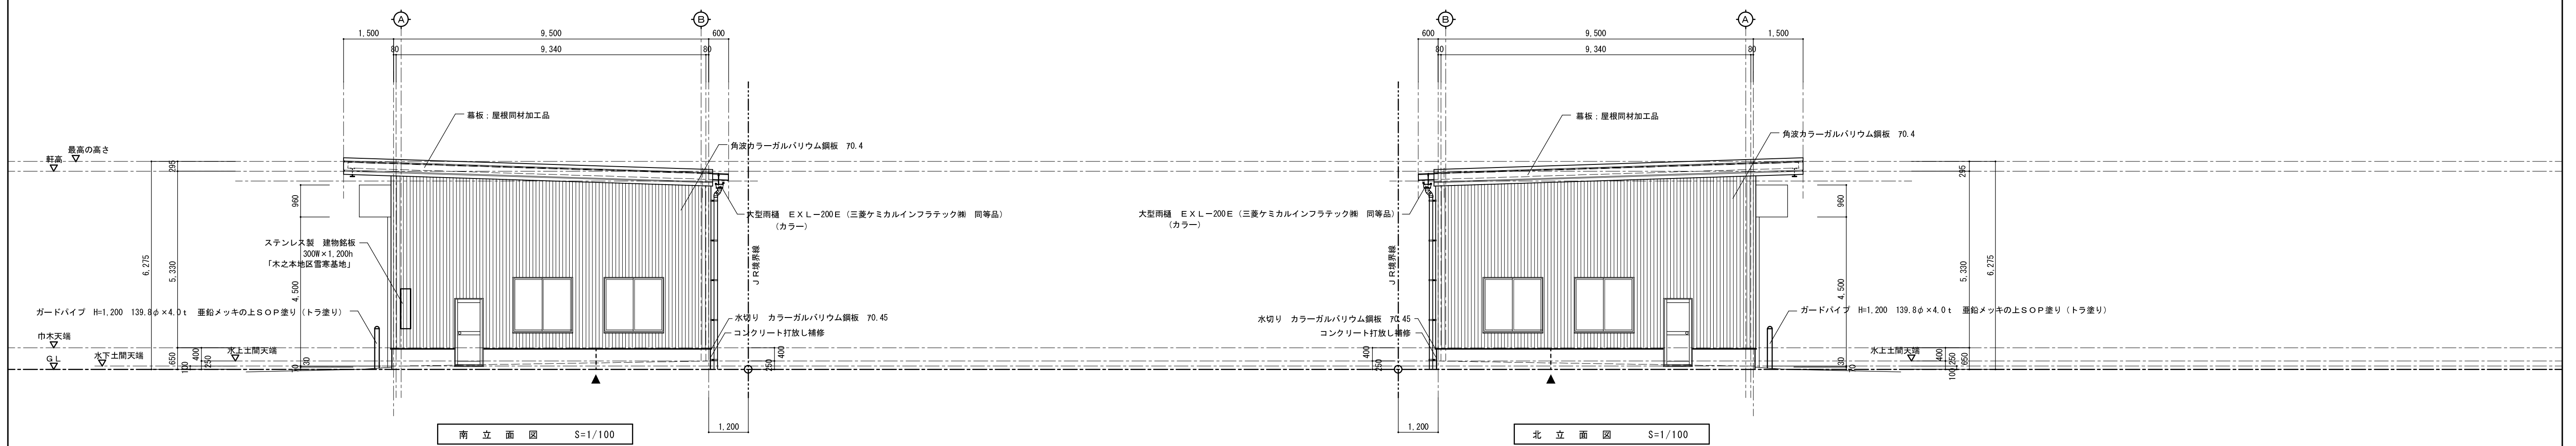 A
B
1,500
9,500
600
80
9,340
80
幕板；屋根同材加工品
角波カラーガルバリウム鋼板 ｱ0.4
最高の高さ
軒高
295
960
大型雨樋 ＥＸＬ－200Ｅ（三菱ケミカルインフラテック㈱ 同等品）
（カラー）
ステンレス製 建物銘板
300W×1,200h
「木之本地区雪寒基地」
6,275
5,330
4,500
ＪＲ境界線
ガードパイプ H=1,200 139.8φ×4.0ｔ 亜鉛メッキの上ＳＯＰ塗り（トラ塗り）
水切り カラーガルバリウム鋼板 ｱ0.45
コンクリート打放し補修
巾木天端
ＧＬ
水下土間天端
水上土間天端
650
100
400
250
30
70
400
250
1,200
南立面図 S=1/100
B
A
600
9,500
1,500
80
9,340
80
幕板；屋根同材加工品
角波カラーガルバリウム鋼板 ｱ0.4
295
960
大型雨樋 ＥＸＬ－200Ｅ（三菱ケミカルインフラテック㈱ 同等品）
（カラー）
ＪＲ境界線
4,500
5,330
6,275
水切り カラーガルバリウム鋼板 ｱ0.45
コンクリート打放し補修
ガードパイプ H=1,200 139.8φ×4.0ｔ 亜鉛メッキの上ＳＯＰ塗り（トラ塗り）
水上土間天端
400
250
30
70
400
250
650
100
1,200
北立面図 S=1/100